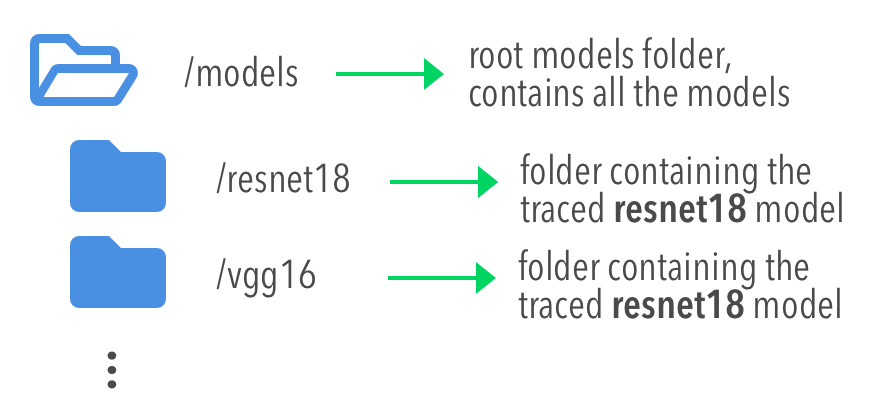 /models
root models folder,
contains all the models
/resnet18
folder containing the
traced resnet18 model
/vgg16
folder containing the
traced resnet18 model